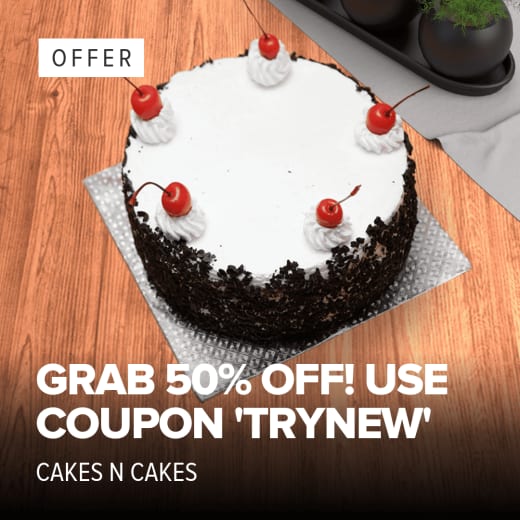 OFFER
GRAB 50% OFF! USE
COUPON 'TRYNEW'
CAKES N CAKES